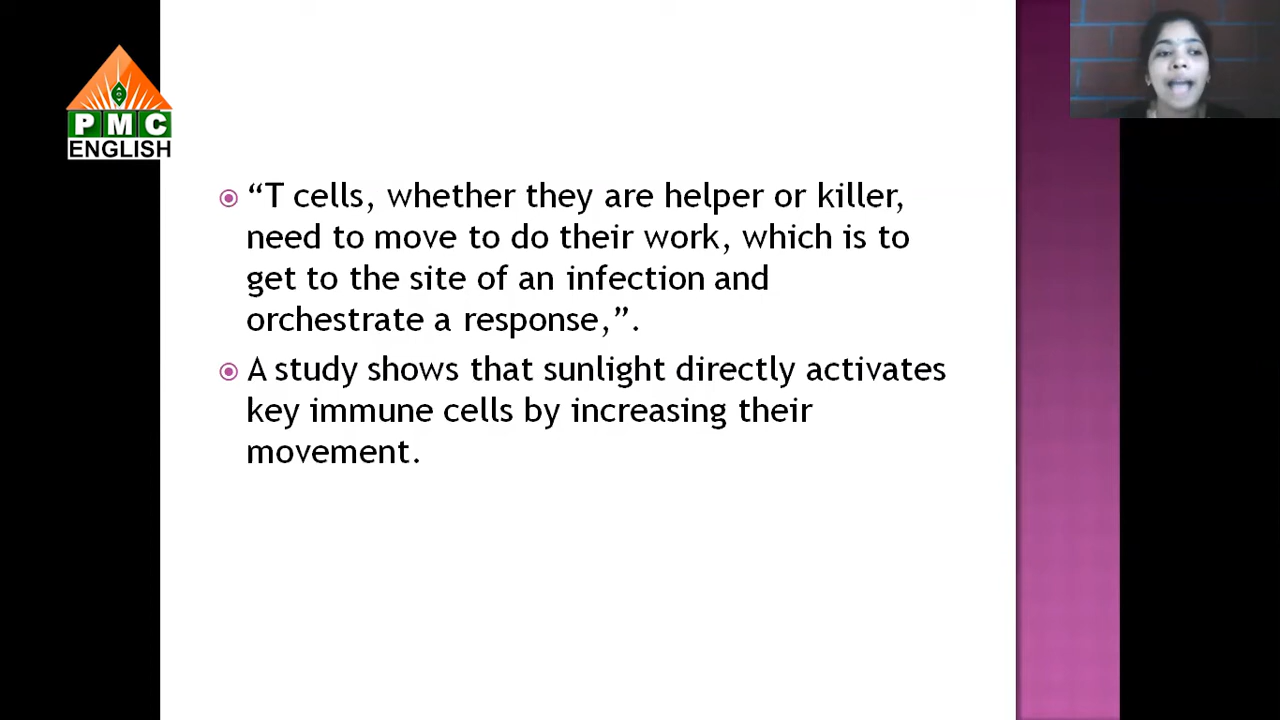 PMC
ENGLISH
“T cells, whether they are helper or killer,
need to move to do their work, which is to
get to the site of an infection and
orchestrate a response,”.
A study shows that sunlight directly activates
key immune cells by increasing their
movement.